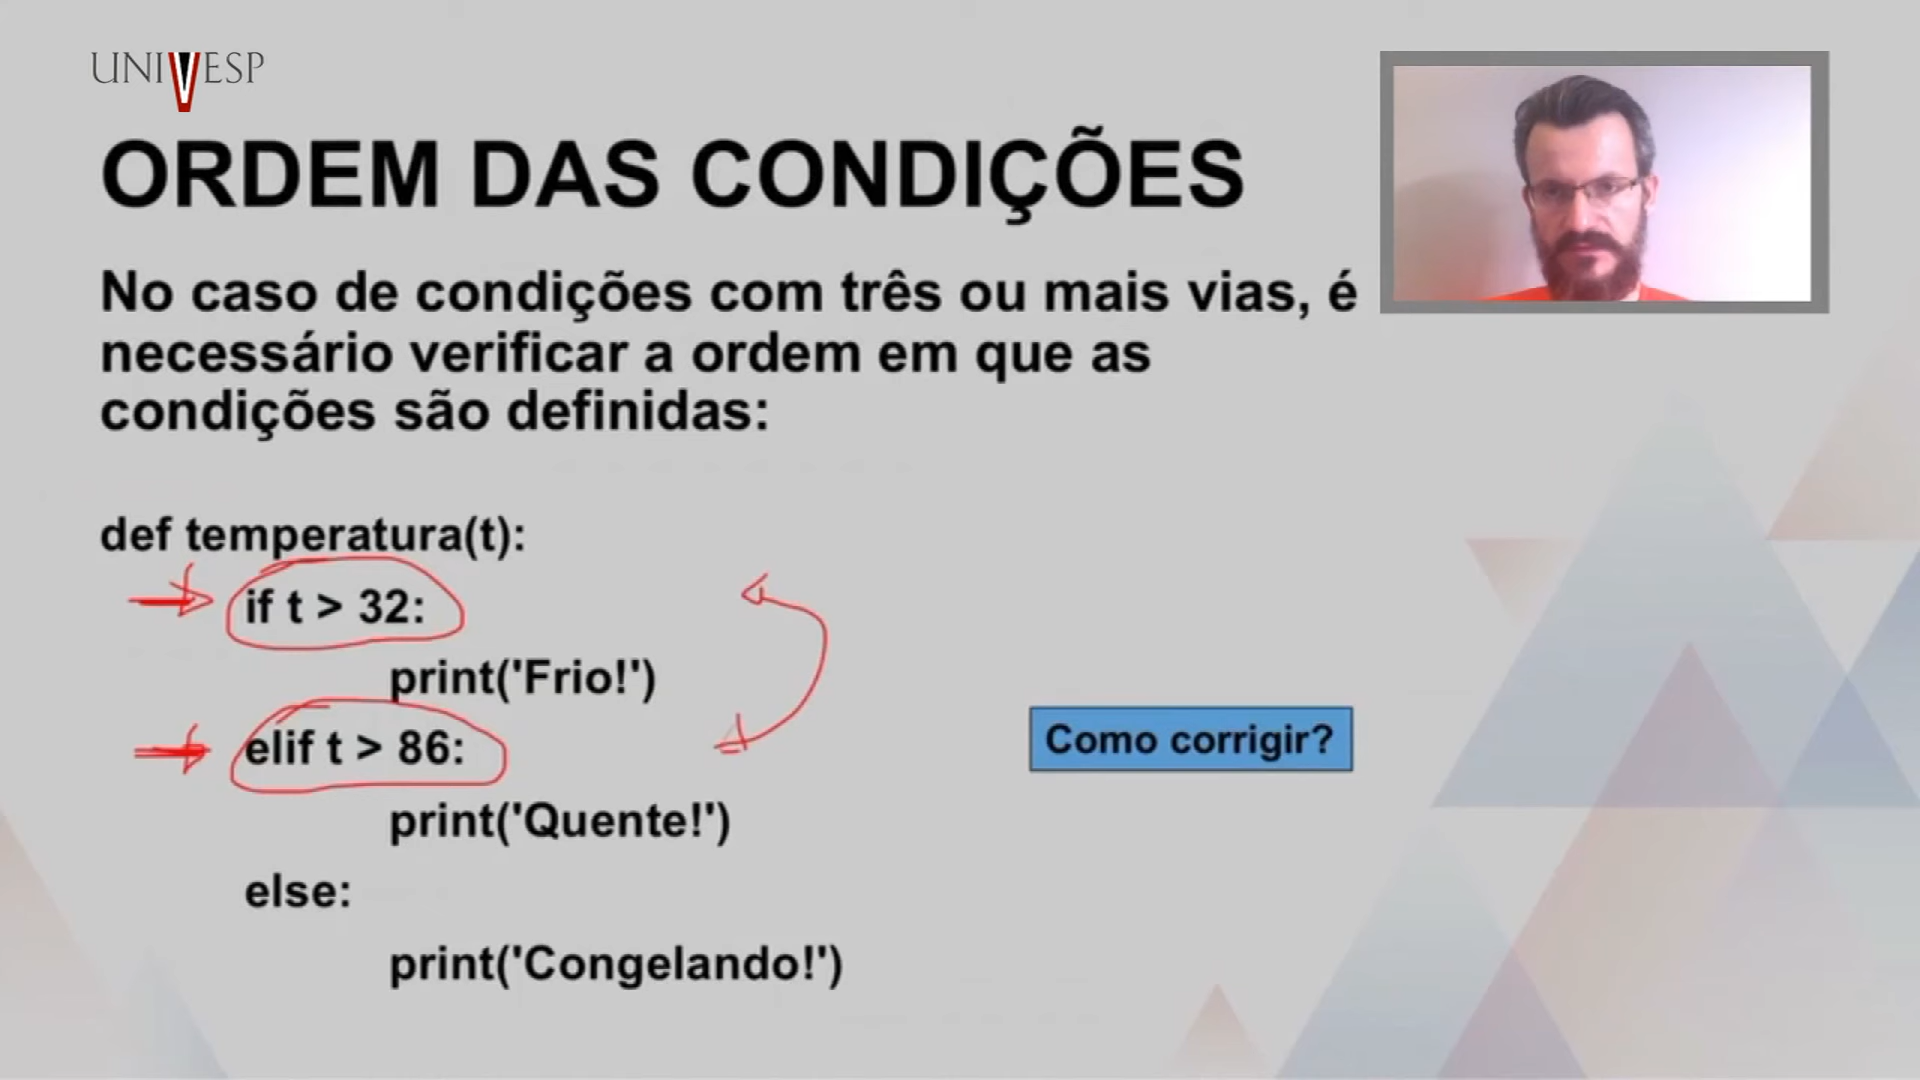 UNIVESP
ORDEM DAS CONDIÇÕES
No caso de condições com três ou mais vias, é
necessário verificar a ordem em que as
condições são definidas:
def temperatura(t):
if t > 32:
print('Frio!')
elif t > 86:
Como corrigir?
print('Quente!')
else:
print('Congelando!')